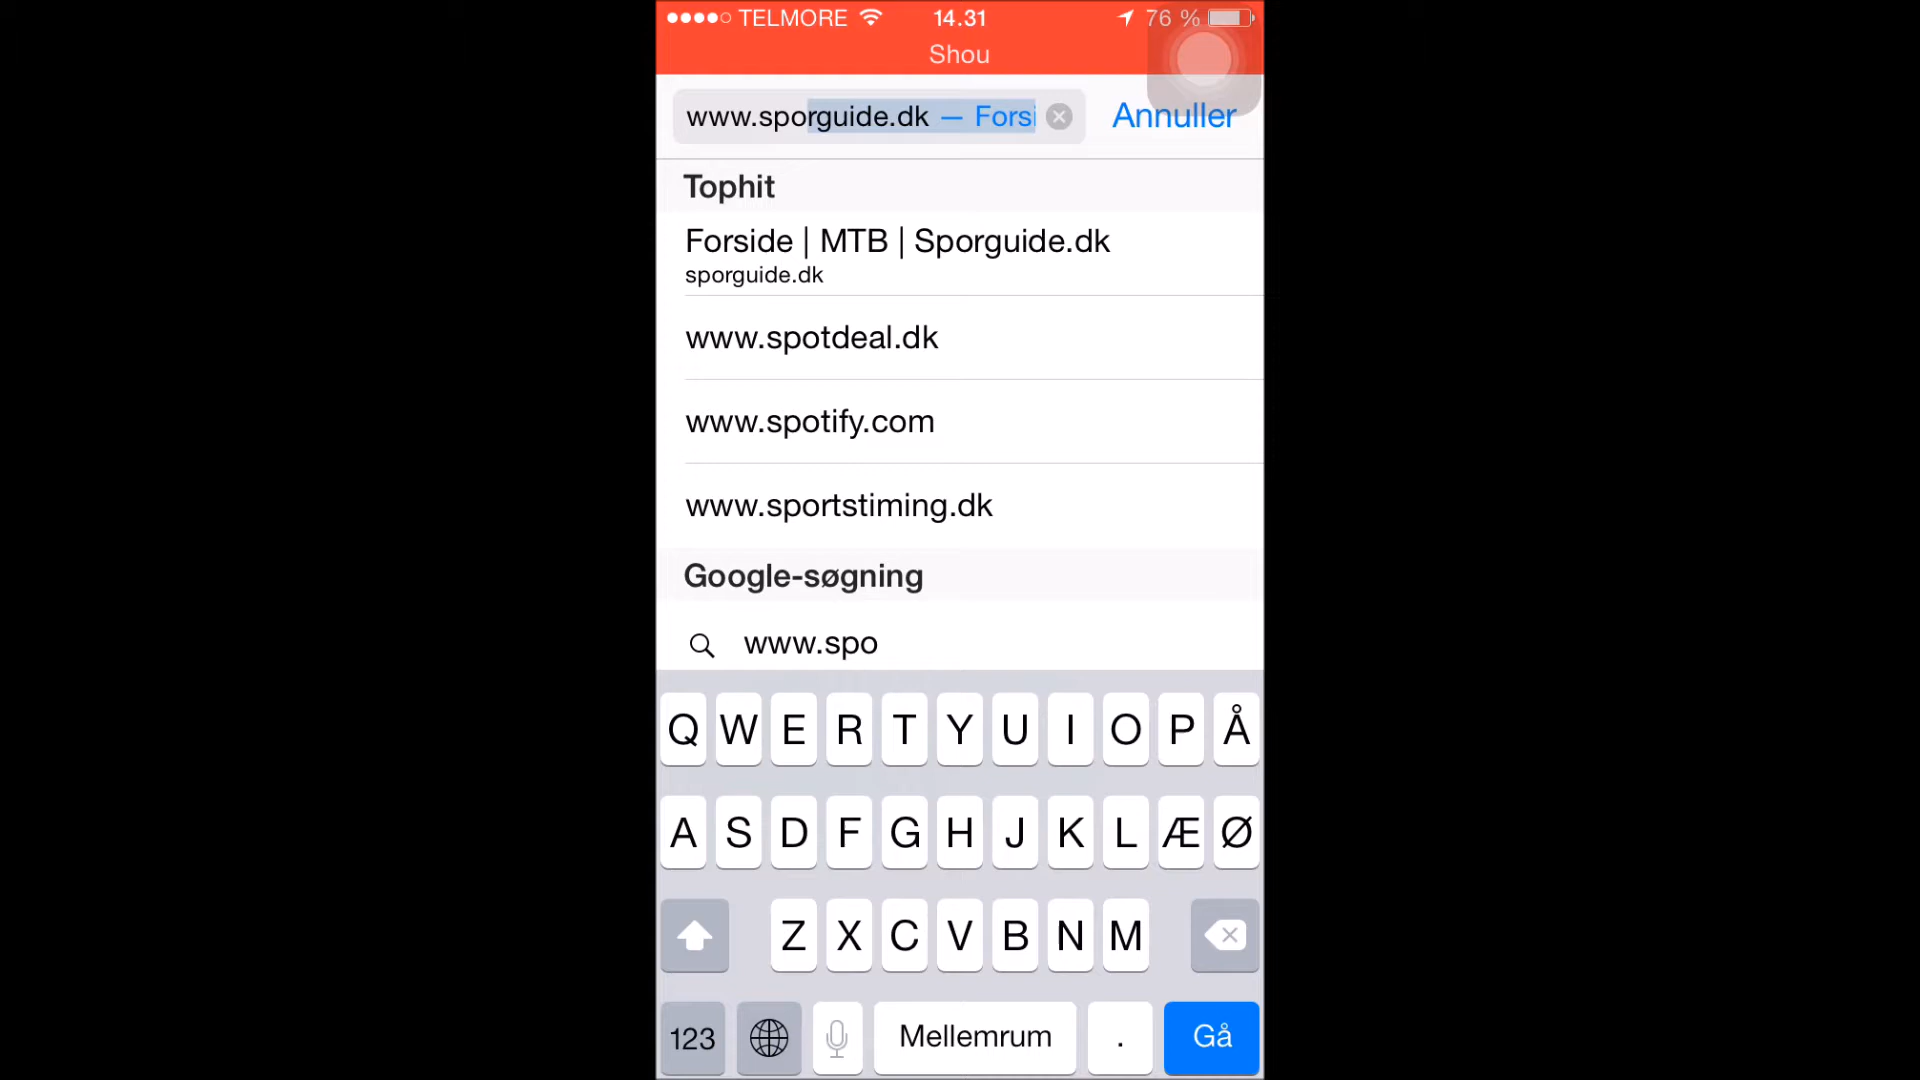 TELMORE 14.31 76 %
Shou
www.sporguide.dk — Forsi Annuller
Tophit
Forside | MTB | Sporguide.dk
sporguide.dk
www.spotdeal.dk
www.spotify.com
www.sportstiming.dk
Google-søgning
www.spo
Q W E R T Y U I O P Å
A S D F G H J K L Æ Ø
Z X C V B N M
123 Mellemrum . Gå